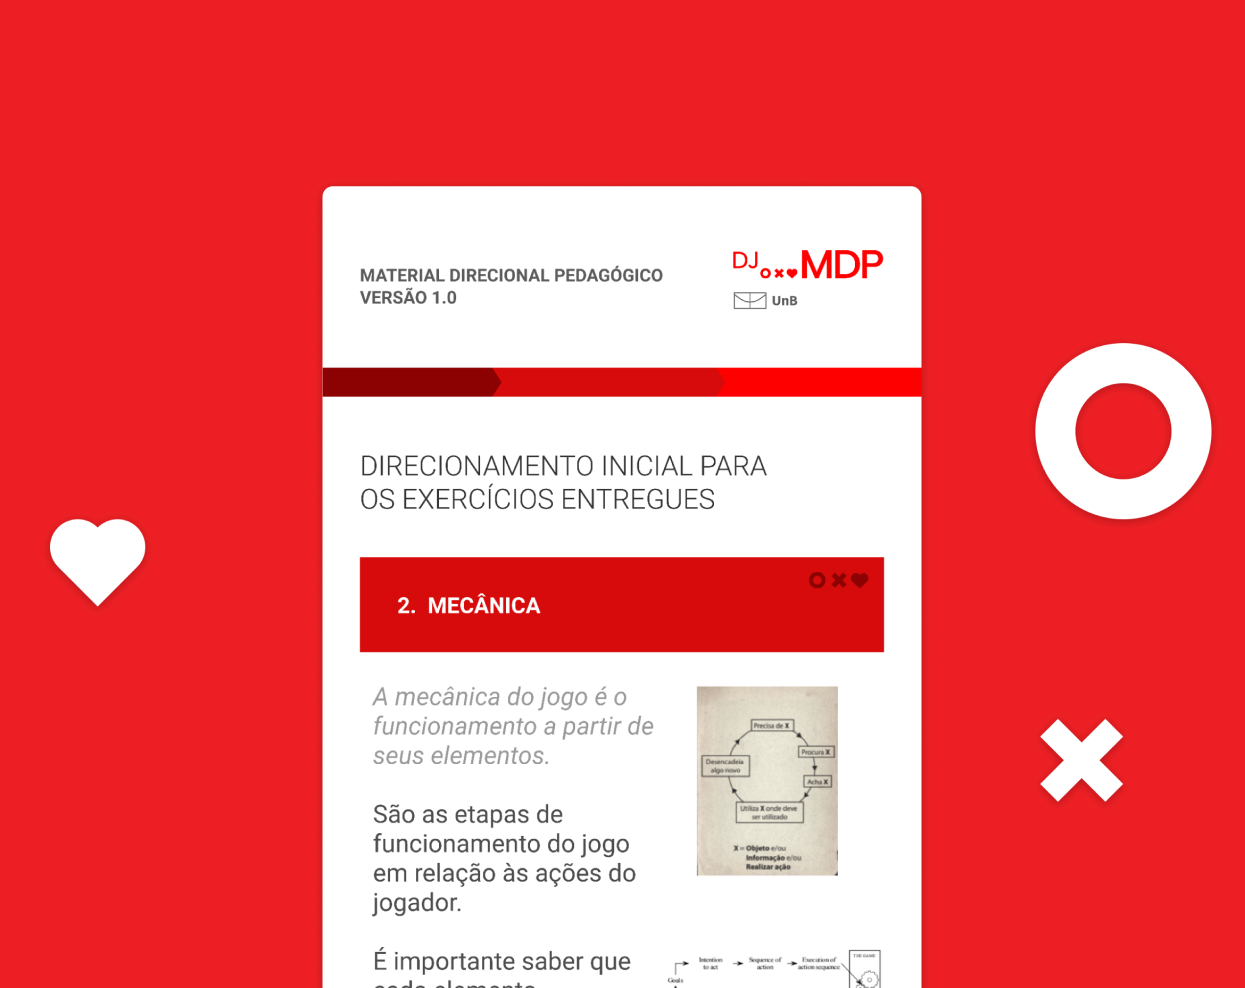 MATERIAL DIRECIONAL PEDAGÓGICO
VERSÃO 1.0
DJ MDP
UnB
DIRECIONAMENTO INICIAL PARA
OS EXERCÍCIOS ENTREGUES
2. MECÂNICA
A mecânica do jogo é o
funcionamento a partir de
seus elementos.
São as etapas de
funcionamento do jogo
em relação às ações do
jogador.
É importante saber que
cada elemento
Precisa de X
Procura X
Acha X
Utiliza X onde deve
ser utilizado
Desencadeia
algo novo
X = Objeto e/ou
Informação e/ou
Realizar ação
Goals
Intention
to act
Sequence of
action
Execution of
action sequence
THE GAME